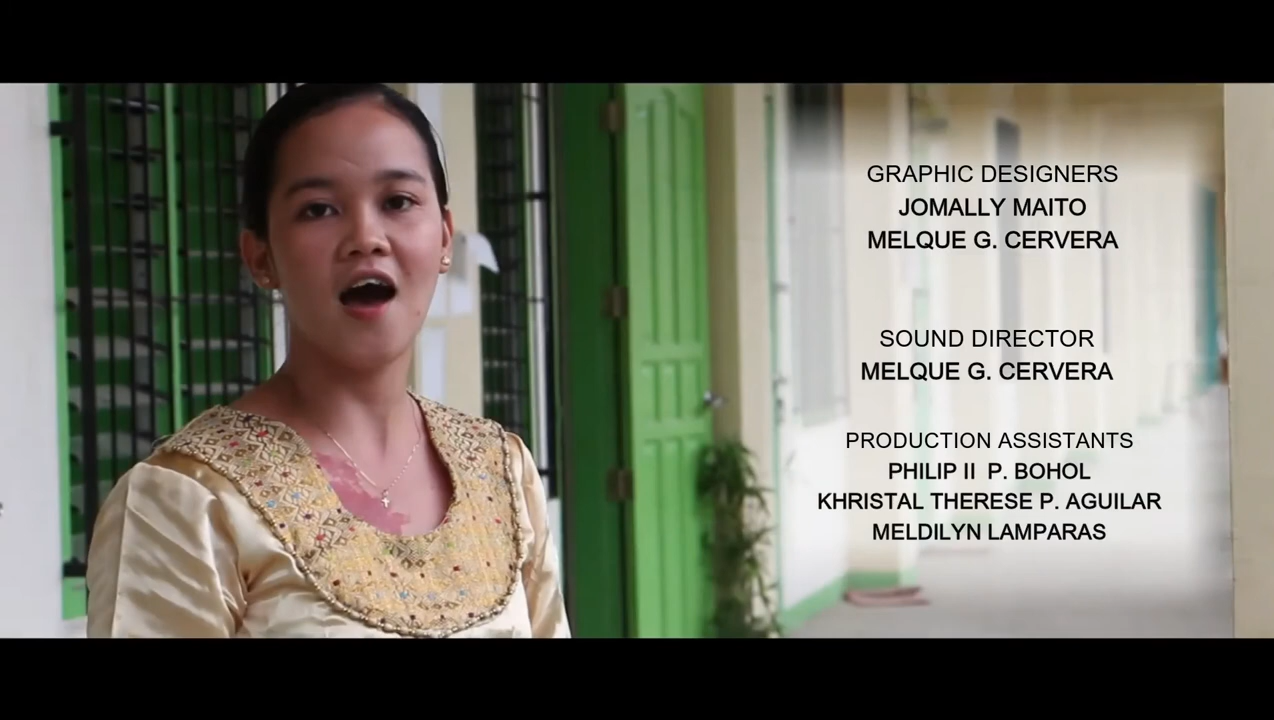 GRAPHIC DESIGNERS
JOMALLY MAITO
MELQUE G. CERVERA
SOUND DIRECTOR
MELQUE G. CERVERA
PRODUCTION ASSISTANTS
PHILIP II P. BOHOL
KHRISTAL THERESE P. AGUILAR
MELDILYN LAMPARAS